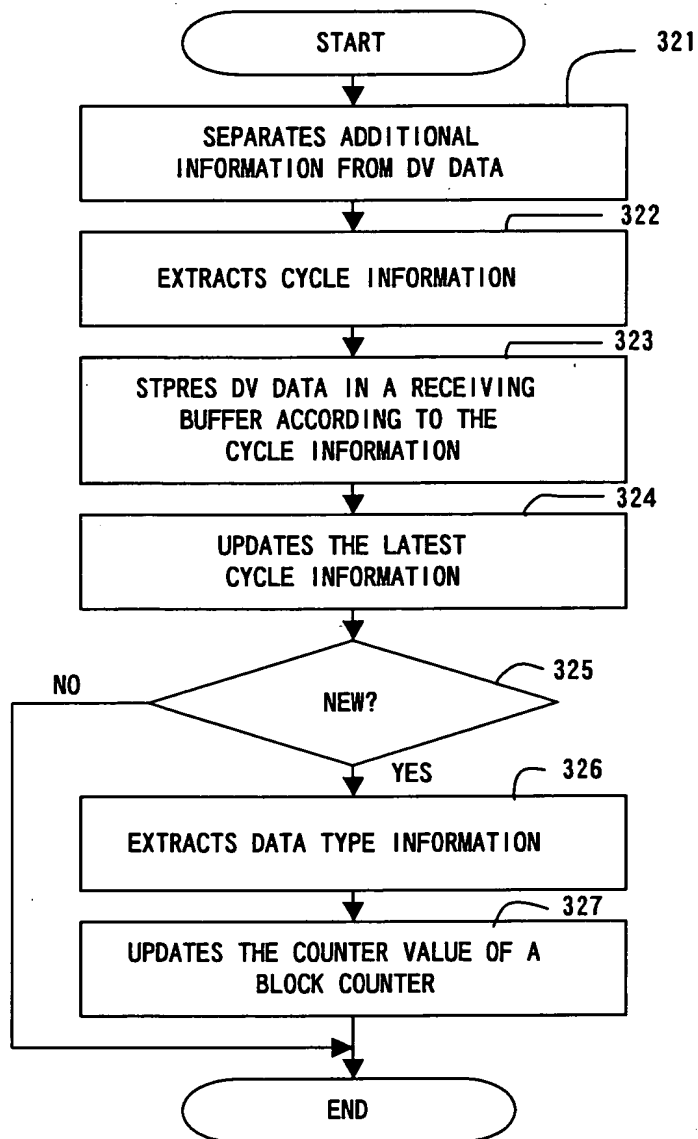 START
321
SEPARATES ADDITIONAL
INFORMATION FROM DV DATA
322
EXTRACTS CYCLE INFORMATION
323
STPRES DV DATA IN A RECEIVING
BUFFER ACCORDING TO THE
CYCLE INFORMATION
324
UPDATES THE LATEST
CYCLE INFORMATION
325
NO
NEW?
YES
326
EXTRACTS DATA TYPE INFORMATION
327
UPDATES THE COUNTER VALUE OF A
BLOCK COUNTER
END